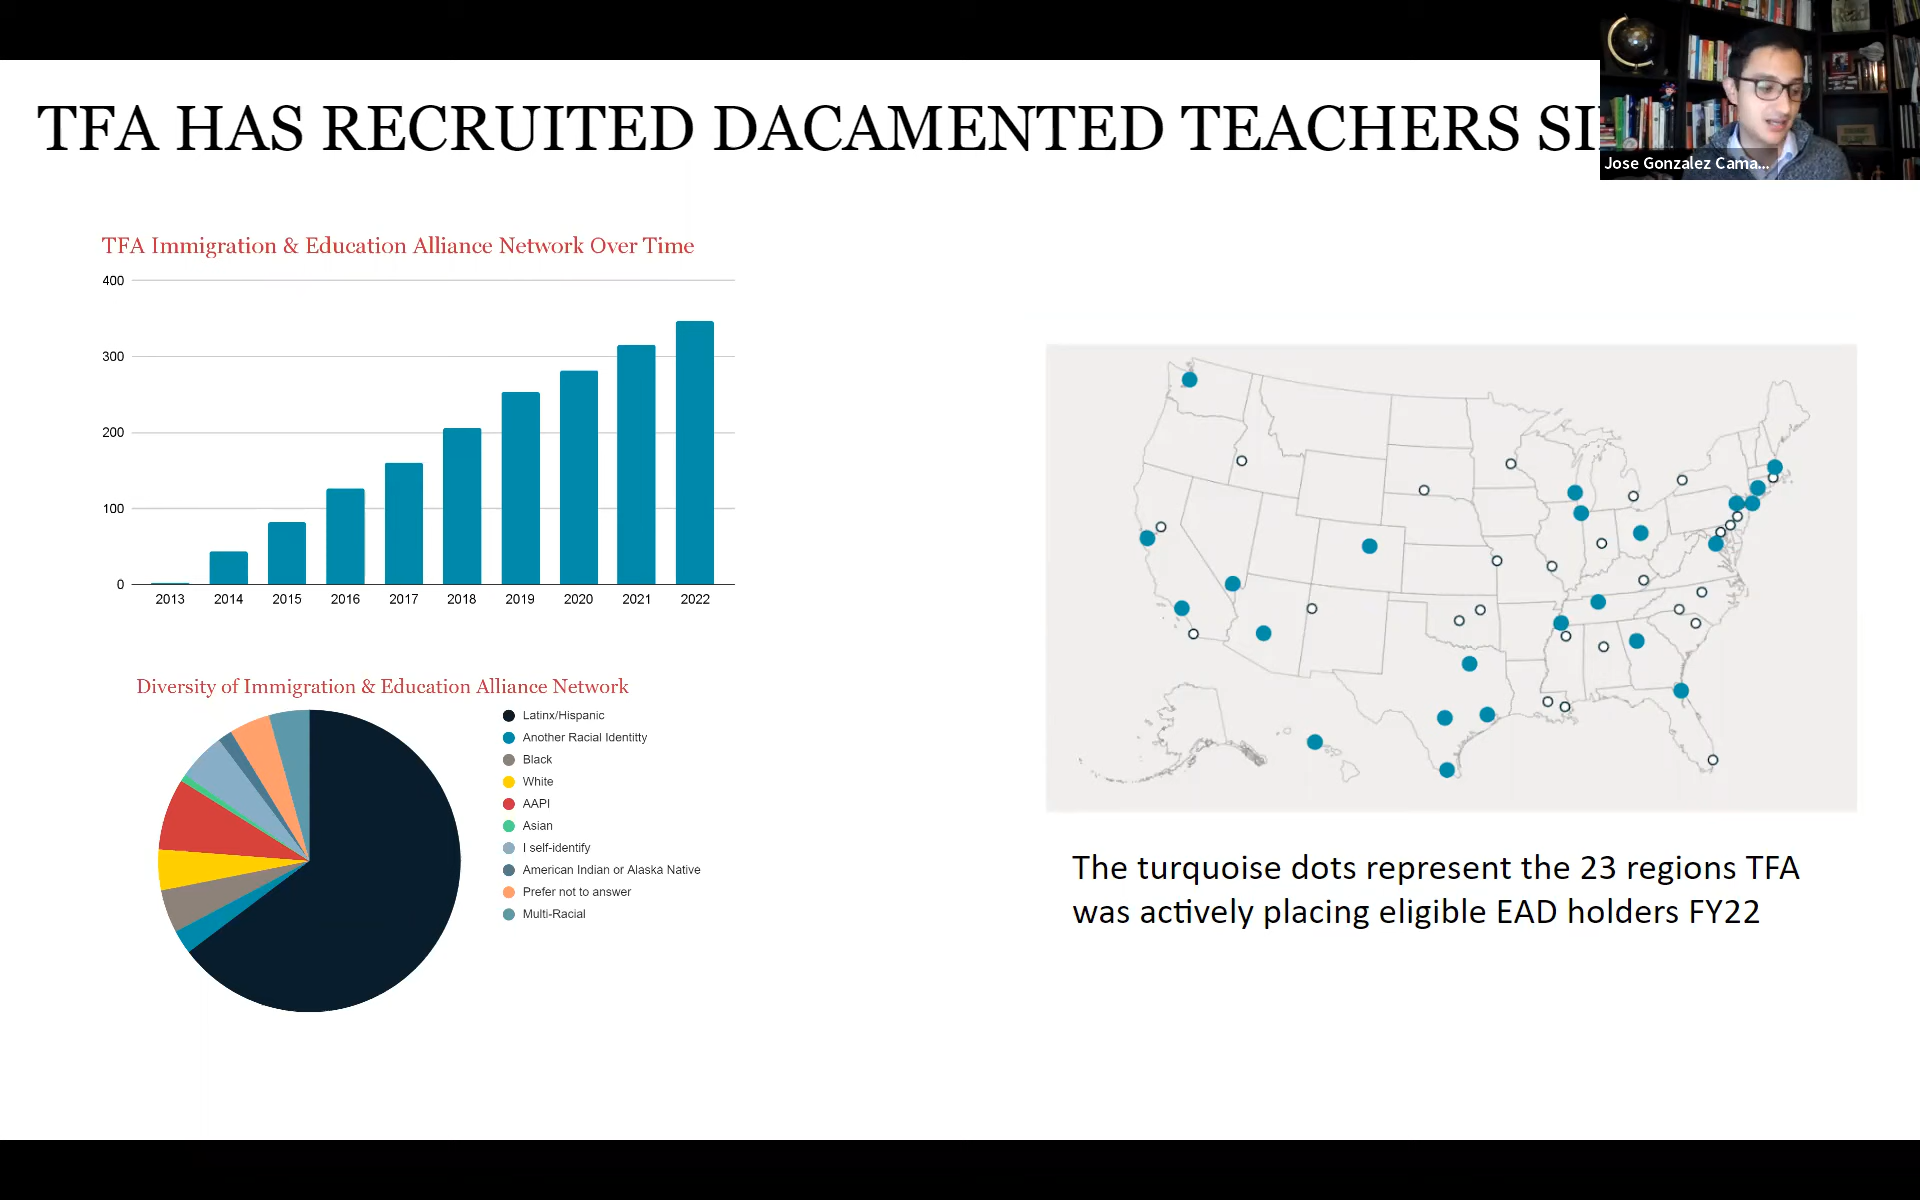 TFA HAS RECRUITED DACAMENTED TEACHERS
Jose Gonzalez Cama...
TFA Immigration & Education Alliance Network Over Time
400
300
200
100
0
2013 2014 2015 2016 2017 2018 2019 2020 2021 2022
Diversity of Immigration & Education Alliance Network
Latinx/Hispanic
Another Racial Identitty
Black
White
AAPI
Asian
I self-identify
American Indian or Alaska Native
Prefer not to answer
Multi-Racial
The turquoise dots represent the 23 regions TFA
was actively placing eligible EAD holders FY22